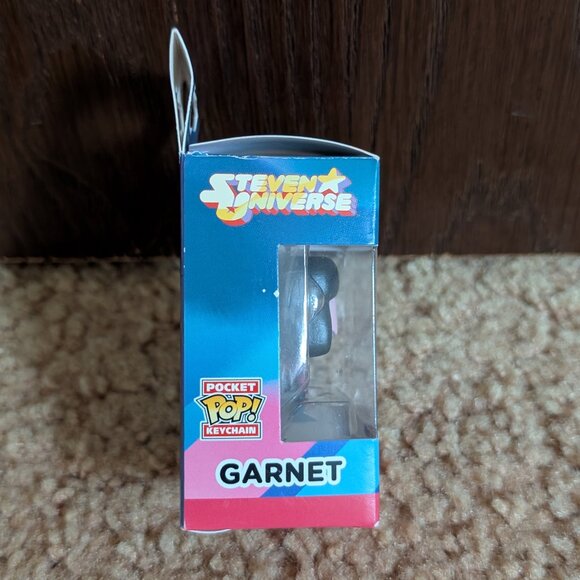 STEVEN
UNIVERSE
POCKET
POP!
KEYCHAIN
GARNET